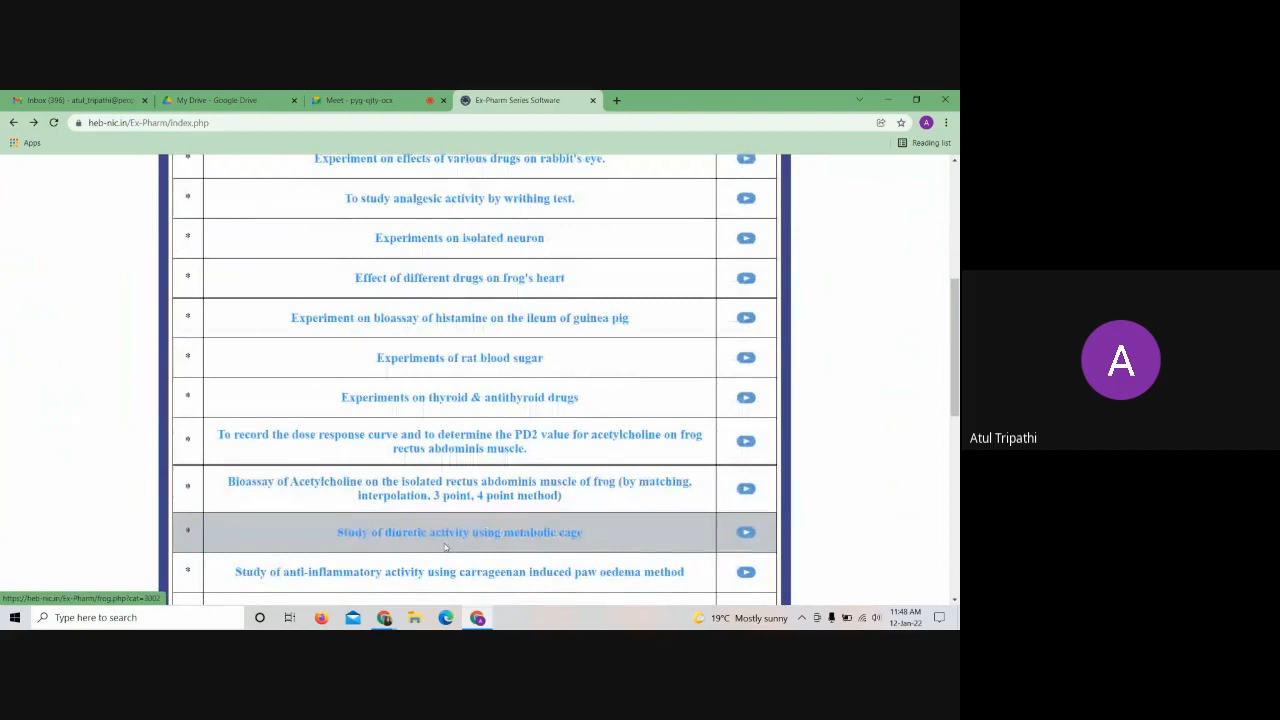 Inbox (396) - atul_tripathi@pec
My Drive - Google Drive
Meet - pyg-ojty-ocx
Ex-Pharm Series Software
heb-nic.in/Ex-Pharm/index.php
A
Apps
Reading list
* Experiment on effects of various drugs on rabbit's eye.
* To study analgesic activity by writhing test.
* Experiments on isolated neuron
* Effect of different drugs on frog's heart
* Experiment on bioassay of histamine on the ileum of guinea pig
* Experiments of rat blood sugar
* Experiments on thyroid & antithyroid drugs
* To record the dose response curve and to determine the PD2 value for acetylcholine on frog
rectus abdominis muscle.
* Bioassay of Acetylcholine on the isolated rectus abdominis muscle of frog (by matching,
interpolation, 3 point, 4 point method)
* Study of diuretic activity using metabolic cage
* Study of anti-inflammatory activity using carrageenan induced paw oedema method
https://heb-nic.in/Ex-Pharm/frog.php?cat=3002
Type here to search
19°C Mostly sunny
11:48 AM
12-Jan-22
A
Atul Tripathi